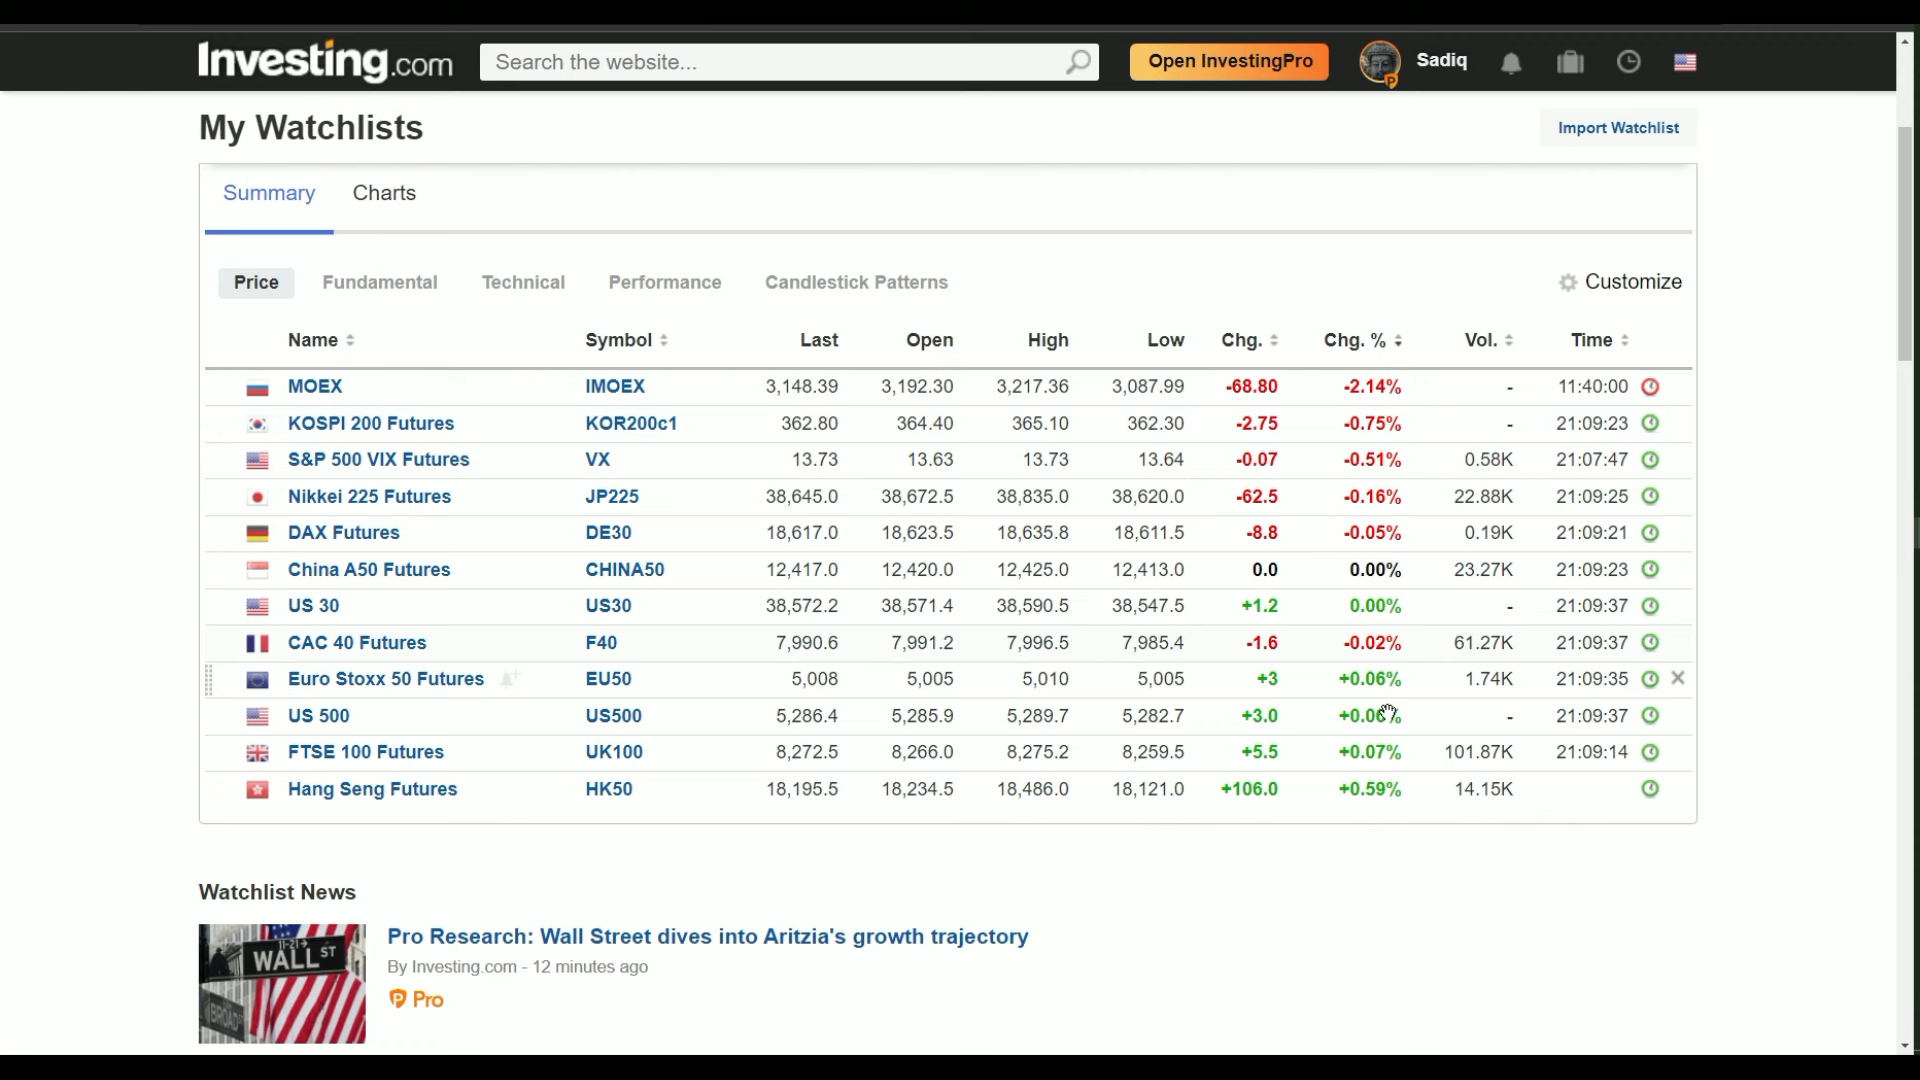 Investing.com
Search the website...
Open InvestingPro
Sadiq
My Watchlists
Import Watchlist
Summary Charts
Price Fundamental Technical Performance Candlestick Patterns Customize
Name Symbol Last Open High Low Chg. Chg. % Vol. Time
MOEX IMOEX 3,148.39 3,192.30 3,217.36 3,087.99 -68.80 -2.14% - 11:40:00
KOSPI 200 Futures KOR200c1 362.80 364.40 365.10 362.30 -2.75 -0.75% - 21:09:23
S&P 500 VIX Futures VX 13.73 13.63 13.73 13.64 -0.07 -0.51% 0.58K 21:07:47
Nikkei 225 Futures JP225 38,645.0 38,672.5 38,835.0 38,620.0 -62.5 -0.16% 22.88K 21:09:25
DAX Futures DE30 18,617.0 18,623.5 18,635.8 18,611.5 -8.8 -0.05% 0.19K 21:09:21
China A50 Futures CHINA50 12,417.0 12,420.0 12,425.0 12,413.0 0.0 0.00% 23.27K 21:09:23
US 30 US30 38,572.2 38,571.4 38,590.5 38,547.5 +1.2 0.00% - 21:09:37
CAC 40 Futures F40 7,990.6 7,991.2 7,996.5 7,985.4 -1.6 -0.02% 61.27K 21:09:37
Euro Stoxx 50 Futures EU50 5,008 5,005 5,010 5,005 +3 +0.06% 1.74K 21:09:35
US 500 US500 5,286.4 5,285.9 5,289.7 5,282.7 +3.0 +0.06% - 21:09:37
FTSE 100 Futures UK100 8,272.5 8,266.0 8,275.2 8,259.5 +5.5 +0.07% 101.87K 21:09:14
Hang Seng Futures HK50 18,195.5 18,234.5 18,486.0 18,121.0 +106.0 +0.59% 14.15K
Watchlist News
WALL ST
BROAD
Pro Research: Wall Street dives into Aritzia's growth trajectory
By Investing.com - 12 minutes ago
Pro